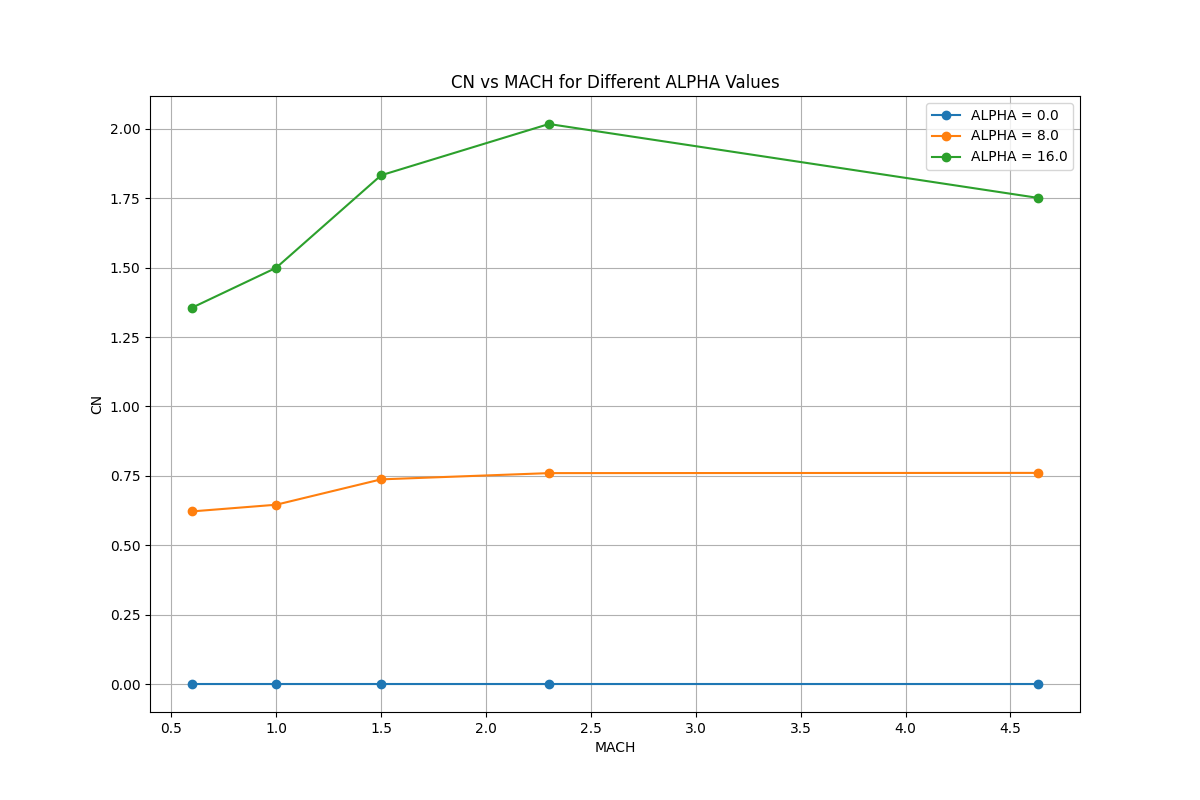 CN vs MACH for Different ALPHA Values
ALPHA = 0.0
ALPHA = 8.0
ALPHA = 16.0
2.00
1.75
1.50
1.25
1.00
0.75
0.50
0.25
0.00
CN
0.5 1.0 1.5 2.0 2.5 3.0 3.5 4.0 4.5
MACH